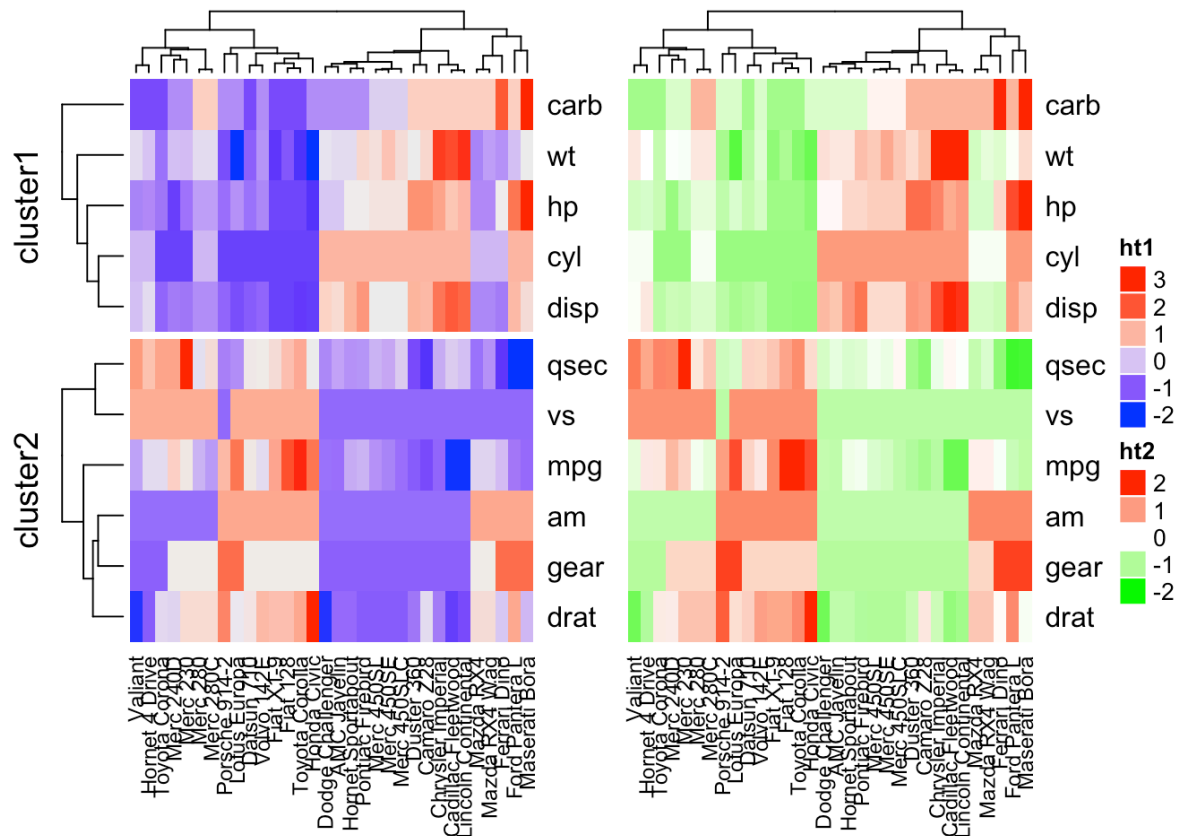 cluster1
carb
wt
hp
cyl
disp
cluster2
qsec
vs
mpg
am
gear
drat
Valiant
Hornet 4 Drive
Toyota Corona
Merc 240D
Merc 230
Merc 280
Merc 280C
Porsche 914-2
Lotus Europa
Datsun 710
Volvo 142E
Fiat X1-9
Fiat 128
Toyota Corolla
Honda Civic
Dodge Challenger
AMC Javelin
Hornet Sportabout
Pontiac Firebird
Merc 450SL
Merc 450SE
Merc 450SLC
Duster 360
Camaro Z28
Chrysler Imperial
Cadillac Fleetwood
Lincoln Continental
Mazda RX4
Mazda RX4 Wag
Ferrari Dino
Ford Pantera L
Maserati Bora
carb
wt
hp
cyl
disp
qsec
vs
mpg
am
gear
drat
Valiant
Hornet 4 Drive
Toyota Corona
Merc 240D
Merc 230
Merc 280
Merc 280C
Porsche 914-2
Lotus Europa
Datsun 710
Volvo 142E
Fiat X1-9
Fiat 128
Toyota Corolla
Honda Civic
Dodge Challenger
AMC Javelin
Hornet Sportabout
Pontiac Firebird
Merc 450SL
Merc 450SE
Merc 450SLC
Duster 360
Camaro Z28
Chrysler Imperial
Cadillac Fleetwood
Lincoln Continental
Mazda RX4
Mazda RX4 Wag
Ferrari Dino
Ford Pantera L
Maserati Bora
ht1
3
2
1
0
-1
-2
ht2
2
1
0
-1
-2